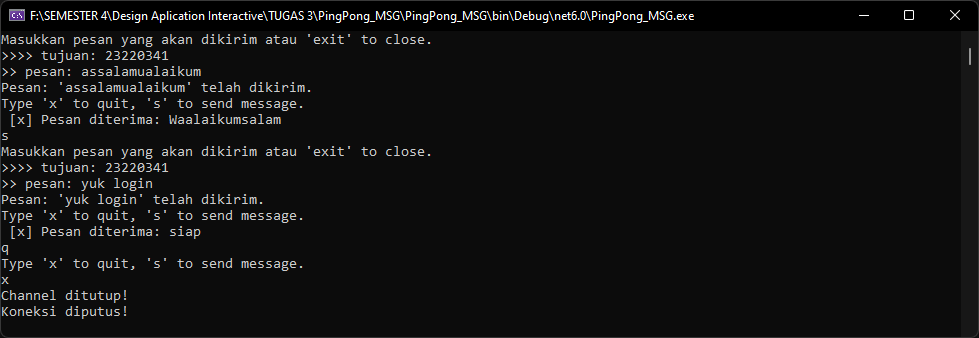 F:\SEMESTER 4\Design Aplication Interactive\TUGAS 3\PingPong_MSG\PingPong_MSG\bin\Debug\net6.0\PingPong_MSG.exe
Masukkan pesan yang akan dikirim atau 'exit' to close.
>>>> tujuan: 23220341
>> pesan: assalamualaikum
Pesan: 'assalamualaikum' telah dikirim.
Type 'x' to quit, 's' to send message.
 [x] Pesan diterima: Waalaikumsalam
s
Masukkan pesan yang akan dikirim atau 'exit' to close.
>>>> tujuan: 23220341
>> pesan: yuk login
Pesan: 'yuk login' telah dikirim.
Type 'x' to quit, 's' to send message.
 [x] Pesan diterima: siap
q
Type 'x' to quit, 's' to send message.
x
Channel ditutup!
Koneksi diputus!